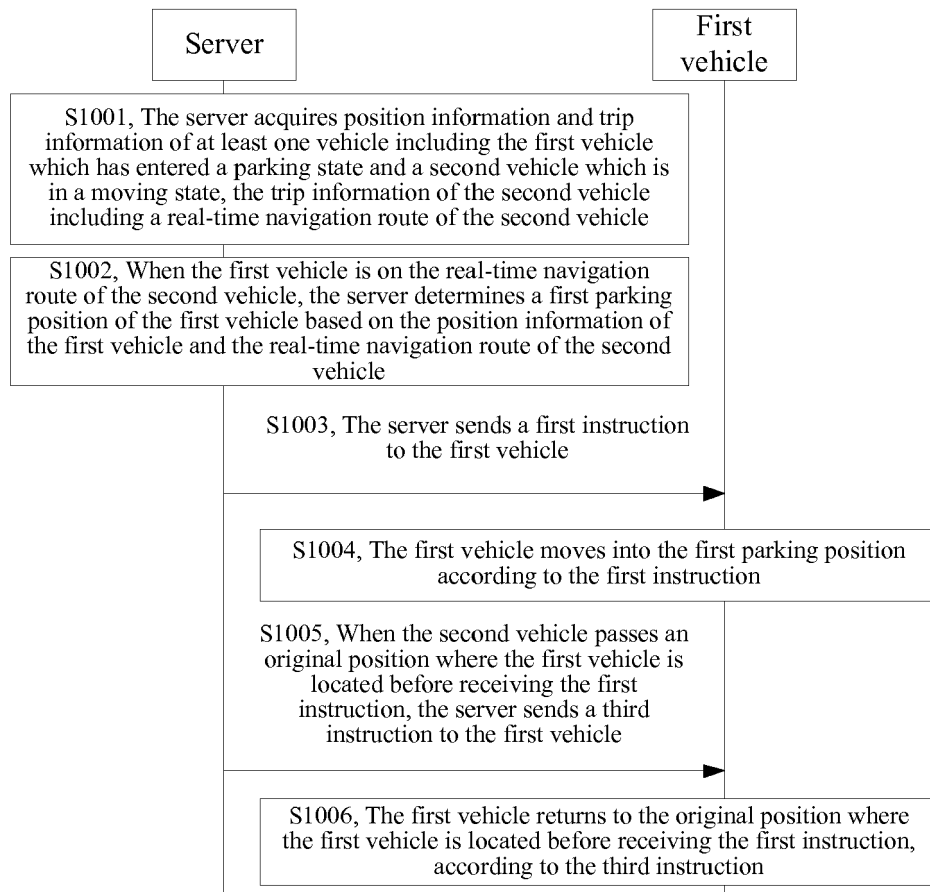 Server
First
vehicle
S1001, The server acquires position information and trip
information of at least one vehicle including the first vehicle
which has entered a parking state and a second vehicle which is
in a moving state, the trip information of the second vehicle
including a real-time navigation route of the second vehicle
S1002, When the first vehicle is on the real-time navigation
route of the second vehicle, the server determines a first parking
position of the first vehicle based on the position information of
the first vehicle and the real-time navigation route of the second
vehicle
S1003, The server sends a first instruction
to the first vehicle
S1004, The first vehicle moves into the first parking position
according to the first instruction
S1005, When the second vehicle passes an
original position where the first vehicle is
located before receiving the first
instruction, the server sends a third
instruction to the first vehicle
S1006, The first vehicle returns to the original position where
the first vehicle is located before receiving the first instruction,
according to the third instruction